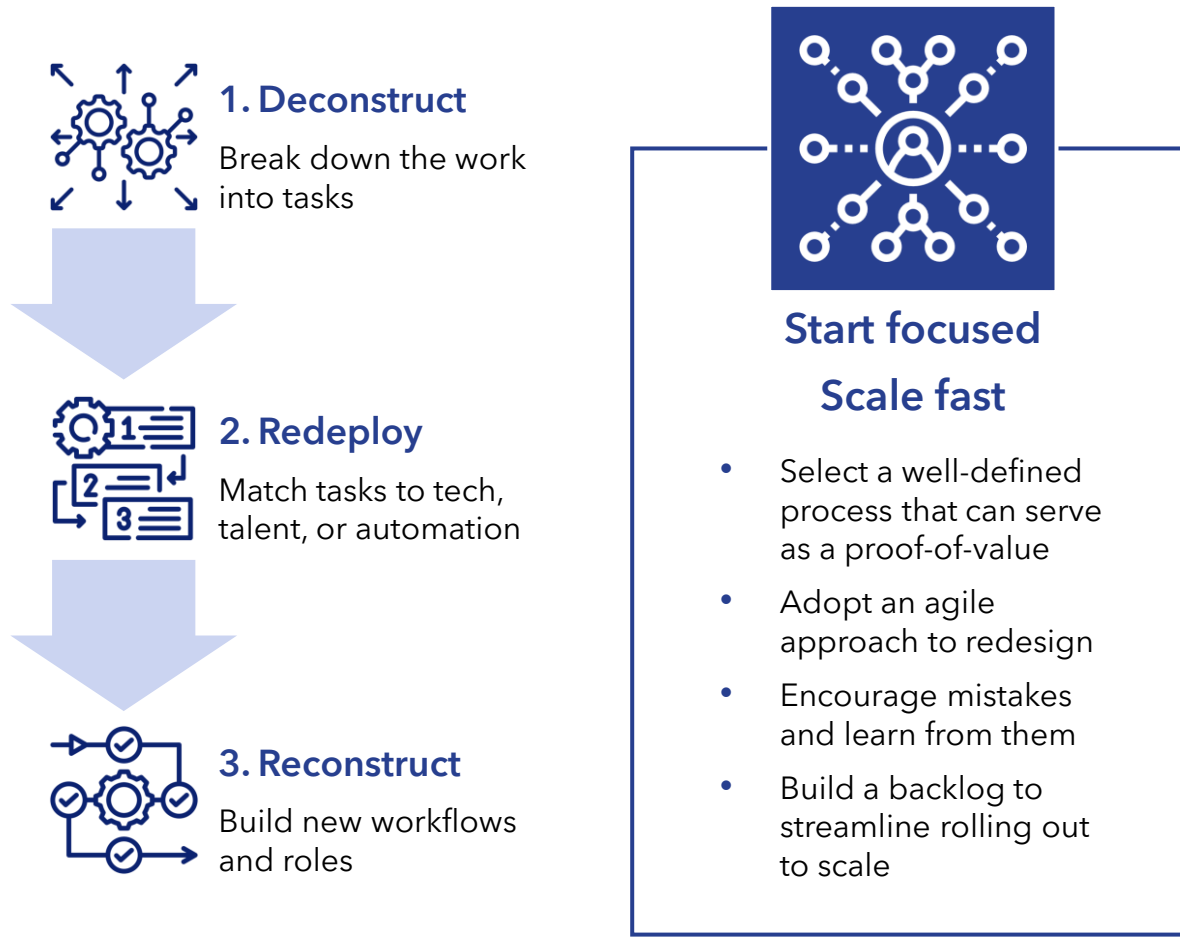 1. Deconstruct
Break down the work
into tasks
1
2
3
2. Redeploy
Match tasks to tech,
talent, or automation
3. Reconstruct
Build new workflows
and roles
Start focused
Scale fast
• Select a well-defined
process that can serve
as a proof-of-value
• Adopt an agile
approach to redesign
• Encourage mistakes
and learn from them
• Build a backlog to
streamline rolling out
to scale